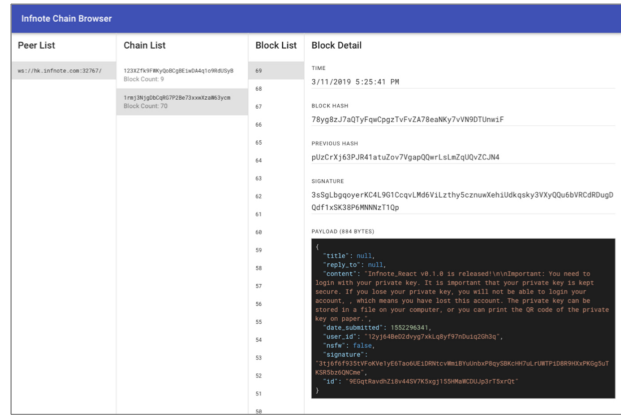 Infnote Chain Browser
Peer List
Chain List
Block List
Block Detail
ws://hk.infnote.com:32767/
123XZfk9FWKyQoBCgBEiwDA4q1o9RdUSyB
Block Count: 9
1rmj3NjgDbCqRG7P28e73xxw8zaW63ycm
Block Count: 70
69
68
67
66
65
64
63
62
61
60
59
58
57
56
55
54
53
52
51
50
TIME
3/11/2019 5:25:41 PM
BLOCK HASH
78yg8zJ7aQTyFqwCpgzTvFvZA78eaNKy7vVN9DTUnwiF
PREVIOUS HASH
pUzCrXj63PJR41atuZov7VgapQQwrLsLmZqUQvZCJN4
SIGNATURE
3sSgLbgqoyerKC4L9G1CcqvLMd6ViLzthy5cznuwXehiUdkqsky3VXyQQu6bVRCdRDugD
Qdf1xSK38P6MNNNzT1Qp
PAYLOAD (884 BYTES)
{
"title": null,
"reply_to": null,
"content": "Infnote_React v0.1.0 is released!\n\nImportant: You need to
login with your private key. It is important that your private key is kept
secure. If you lose your private key, you will not be able to login your
account, , which means you have lost this account. The private key can be
stored in a file on your computer, or you can print the QR code of the private
key on paper.",
"date_submitted": 1552296341,
"user_id": "12yj64BeD2dvyg7xkLq8yf97nDuiq2Gh3q",
"nsfw": false,
"signature":
"3tj6f6f935tVFoKVe1yE6Tao6UEiDRNtcvWmiBYuUnbxP8qySBKcHH7uLrUWTPiD8R9HXxPKGg5uT
KSR5bz6QNCme",
"id": "9EGqtRavdhZi8v44SV7K5xgj155HMaWCDUJp3rT5xrQt"
}